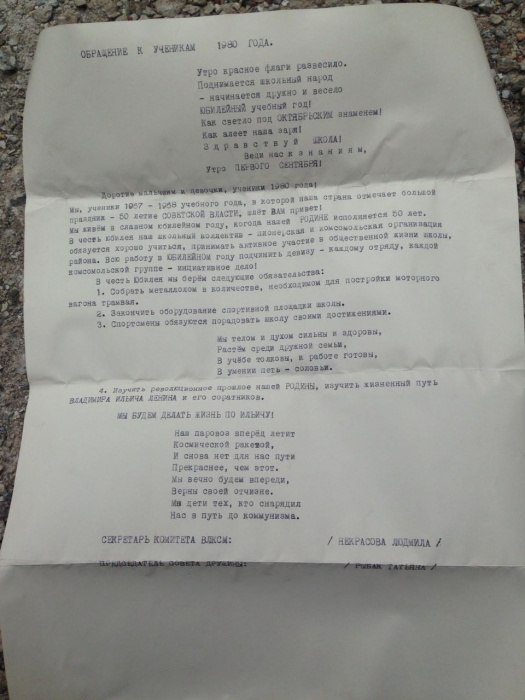 ОБРАЩЕНИЕ К УЧЕНИКАМ 1980 ГОДА.
Утро красное флаги развесило.
Поднимается школьный народ
- начинается дружно и весело
ЮБИЛЕЙНЫЙ учебный год!
Как светло под ОКТЯБРЬСКИМ знаменем!
Как алеет наша заря!
Здравствуй ШКОЛА!
Веди нас к знаниям,
Утро ПЕРВОГО СЕНТЯБРЯ!
Дорогие мальчики и девочки, ученики 1980 года!
Мы, ученики 1967 - 1968 учебного года, в которой наша страна отмечает большой
праздник - 50 летие СОВЕТСКОЙ ВЛАСТИ, шлёт ВАМ привет!
Мы живём в славном юбилейном году, когода нашей РОДИНЕ исполняется 50 лет.
В честь юбилея наш школьный коллектив - пионерская и комсомольская организация
обязуется хорошо учиться, принимать активное участие в общественной жизни школы,
района. Всю работу в ЮБИЛЕЙНОМ году подчинить девизу - каждому отряду, каждой
комсомольской группе - инициативное дело!
В честь Юбилея мы берём следующие обязательства:
1. Собрать металлолом в количестве, необходимом для постройки моторного
вагона трамвая.
2. Закончить оборудование спортивной площадки школы.
3. Спортсмены обязуются порадовать школу своими достижениями.
Мы телом и духом сильны и здоровы,
Растём среди дружной семьи,
В учёбе толковы, и работе готовы,
В умении петь - соловьи.
4. Изучить революционное прошлое нашей РОДИНЫ, изучить жизненный путь
ВЛАДИМИРА ИЛЬИЧА ЛЕНИНА и его соратников.
МЫ БУДЕМ ДЕЛАТЬ ЖИЗНЬ ПО ИЛЬИЧУ!
Наш паровоз вперёд летит
Космической ракетой,
И снова нет для нас пути
Прекраснее, чем этот.
Мы вечно будем впереди,
Верны своей отчизне.
Мы дети тех, кто снарядил
Нас в путь до коммунизма.
СЕКРЕТАРЬ КОМИТЕТА ВЛКСМ: / НЕКРАСОВА ЛЮДМИЛА /
ПРЕДСЕДАТЕЛЬ СОВЕТА ДРУЖИНЫ: / РЫБАК ТАТЬЯНА /